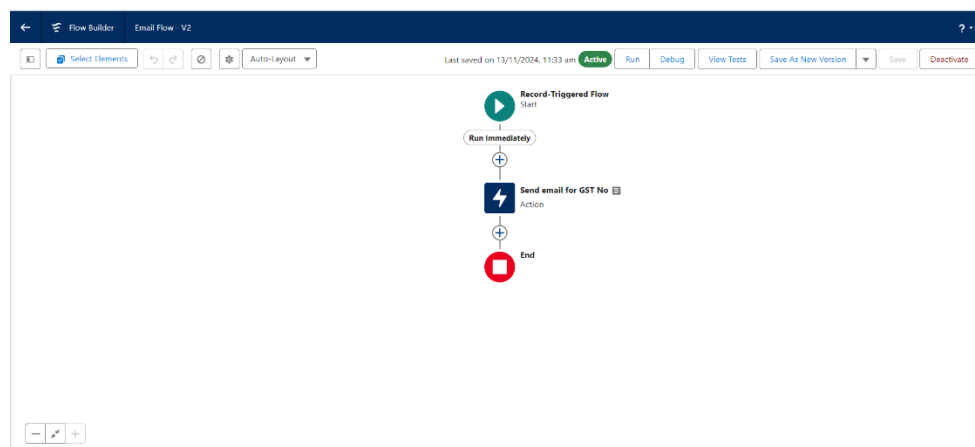 Flow Builder Email Flow - V2 ?
Select Elements Auto-Layout Last saved on 13/11/2024, 11:33 am Active Run Debug View Tests Save As New Version Save Deactivate
Record-Triggered Flow
Start
Run Immediately
Send email for GST No
Action
End